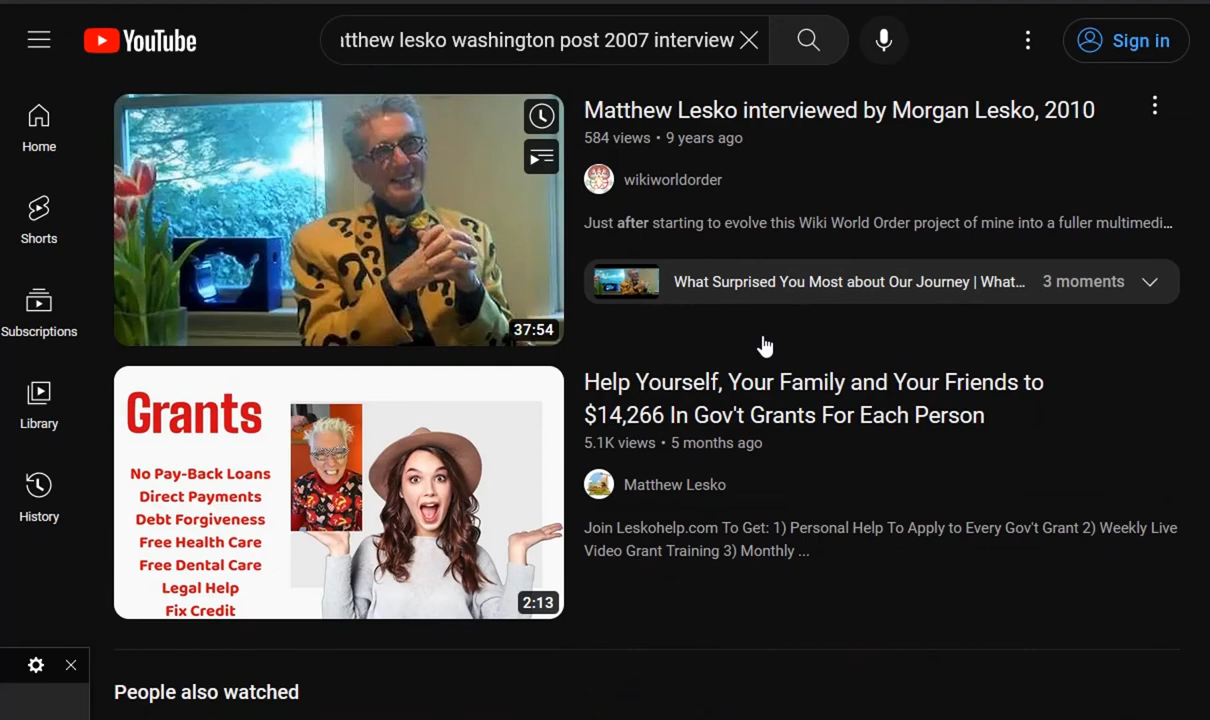 YouTube
ıtthew lesko washington post 2007 interview
Sign in
Home
Shorts
Subscriptions
Library
History
37:54
Matthew Lesko interviewed by Morgan Lesko, 2010
584 views • 9 years ago
wikiworldorder
Just after starting to evolve this Wiki World Order project of mine into a fuller multimedi...
What Surprised You Most about Our Journey | What...
3 moments
Grants
No Pay-Back Loans
Direct Payments
Debt Forgiveness
Free Health Care
Free Dental Care
Legal Help
Fix Credit
2:13
Help Yourself, Your Family and Your Friends to
$14,266 In Gov't Grants For Each Person
5.1K views • 5 months ago
Matthew Lesko
Join Leskohelp.com To Get: 1) Personal Help To Apply to Every Gov't Grant 2) Weekly Live
Video Grant Training 3) Monthly ...
People also watched